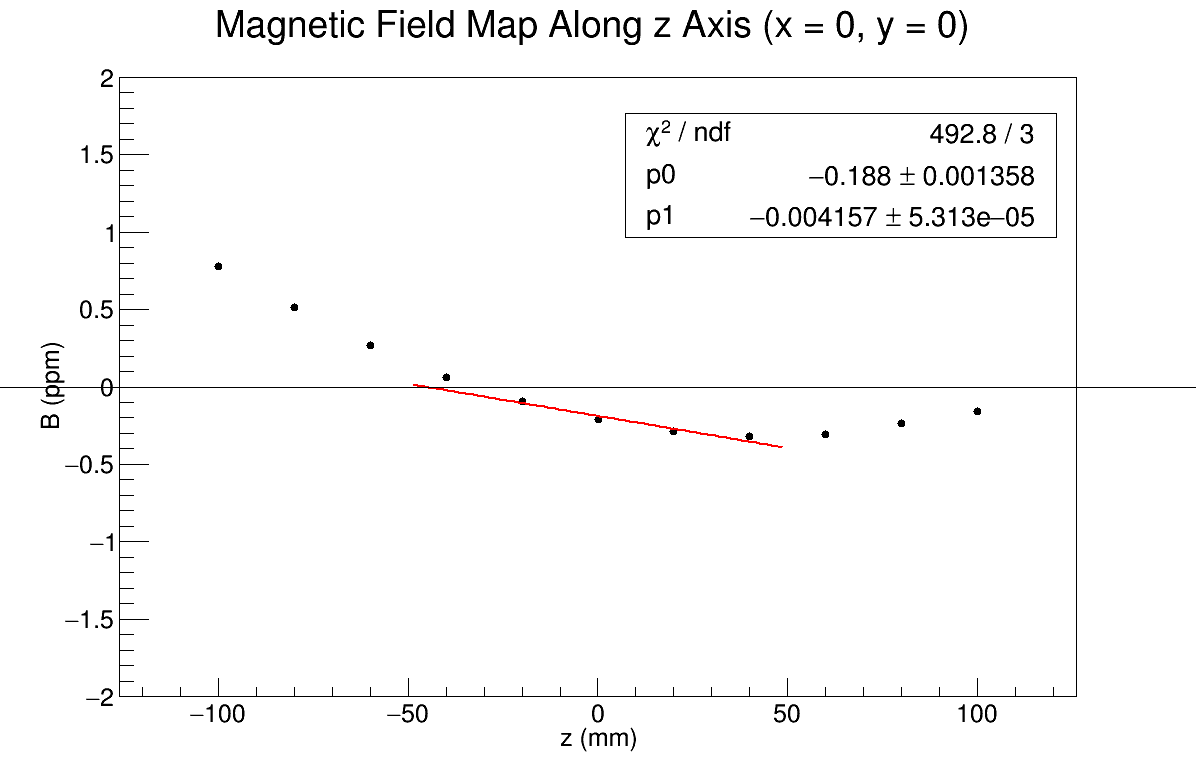 Magnetic Field Map Along z Axis (x = 0, y = 0)
χ² / ndf 492.8 / 3
p0 −0.188 ± 0.001358
p1 −0.004157 ± 5.313e−05
2
1.5
1
0.5
0
−0.5
−1
−1.5
−2
B (ppm)
−100 −50 0 50 100
z (mm)